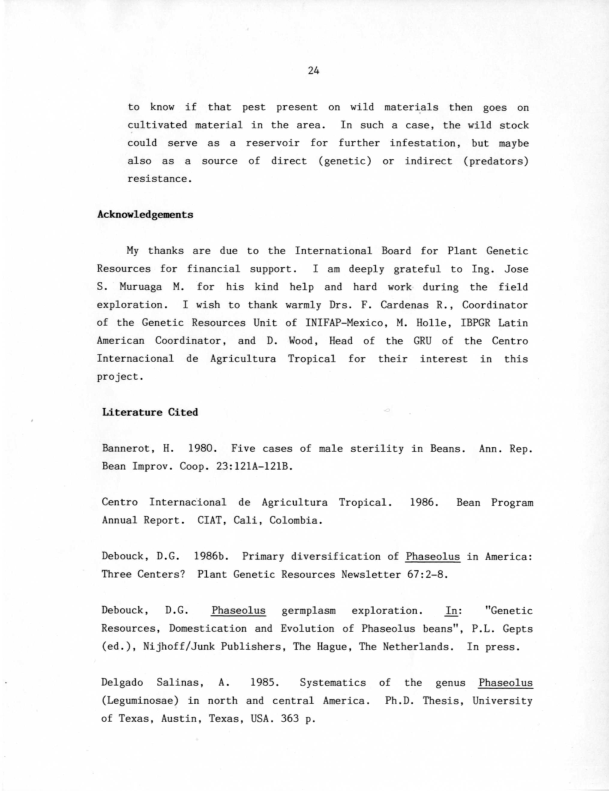 24
to know if that pest present on wild materials then goes on
cultivated material in the area. In such a case, the wild stock
could serve as a reservoir for further infestation, but maybe
also as a source of direct (genetic) or indirect (predators)
resistance.
Acknowledgements
My thanks are due to the International Board for Plant Genetic
Resources for financial support. I am deeply grateful to Ing. Jose
S. Muruaga M. for his kind help and hard work during the field
exploration. I wish to thank warmly Drs. F. Cardenas R., Coordinator
of the Genetic Resources Unit of INIFAP-Mexico, M. Holle, IBPGR Latin
American Coordinator, and D. Wood, Head of the GRU of the Centro
Internacional de Agricultura Tropical for their interest in this
project.
Literature Cited
Bannerot, H. 1980. Five cases of male sterility in Beans. Ann. Rep.
Bean Improv. Coop. 23:121A-121B.
Centro Internacional de Agricultura Tropical. 1986. Bean Program
Annual Report. CIAT, Cali, Colombia.
Debouck, D.G. 1986b. Primary diversification of Phaseolus in America:
Three Centers? Plant Genetic Resources Newsletter 67:2-8.
Debouck, D.G. Phaseolus germplasm exploration. In: "Genetic
Resources, Domestication and Evolution of Phaseolus beans", P.L. Gepts
(ed.), Nijhoff/Junk Publishers, The Hague, The Netherlands. In press.
Delgado Salinas, A. 1985. Systematics of the genus Phaseolus
(Leguminosae) in north and central America. Ph.D. Thesis, University
of Texas, Austin, Texas, USA. 363 p.